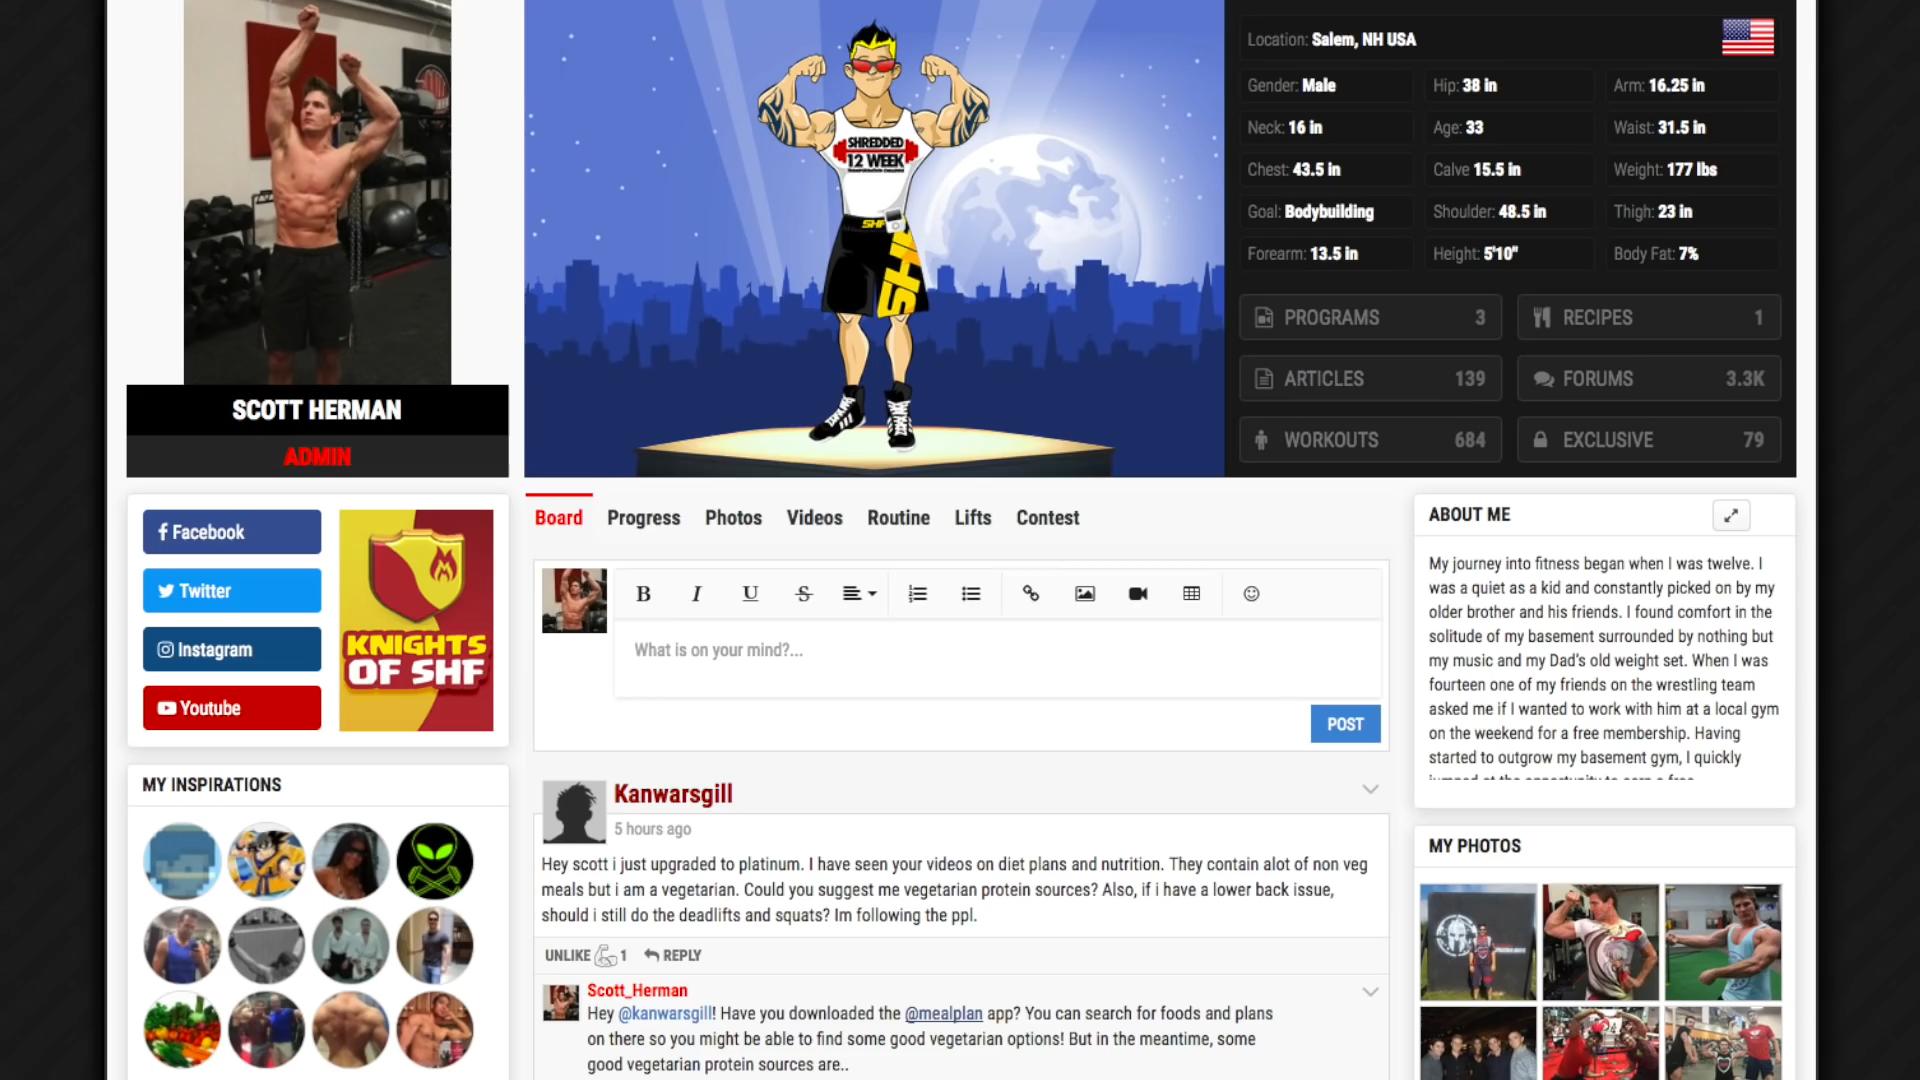 SCOTT HERMAN
ADMIN
SHREDDED
12 WEEK
SHF
Location: Salem, NH USA
Gender: Male
Hip: 38 in
Arm: 16.25 in
Neck: 16 in
Age: 33
Waist: 31.5 in
Chest: 43.5 in
Calve 15.5 in
Weight: 177 lbs
Goal: Bodybuilding
Shoulder: 48.5 in
Thigh: 23 in
Forearm: 13.5 in
Height: 5'10"
Body Fat: 7%
PROGRAMS 3
RECIPES 1
ARTICLES 139
FORUMS 3.3K
WORKOUTS 684
EXCLUSIVE 79
Facebook
Twitter
Instagram
Youtube
KNIGHTS
OF SHF
MY INSPIRATIONS
Board Progress Photos Videos Routine Lifts Contest
B I U S
What is on your mind?...
POST
Kanwarsgill
5 hours ago
Hey scott i just upgraded to platinum. I have seen your videos on diet plans and nutrition. They contain alot of non veg
meals but i am a vegetarian. Could you suggest me vegetarian protein sources? Also, if i have a lower back issue,
should i still do the deadlifts and squats? Im following the ppl.
UNLIKE 1 REPLY
Scott_Herman
Hey @kanwarsgill! Have you downloaded the @mealplan app? You can search for foods and plans
on there so you might be able to find some good vegetarian options! But in the meantime, some
good vegetarian protein sources are..
ABOUT ME
My journey into fitness began when I was twelve. I
was a quiet as a kid and constantly picked on by my
older brother and his friends. I found comfort in the
solitude of my basement surrounded by nothing but
my music and my Dad's old weight set. When I was
fourteen one of my friends on the wrestling team
asked me if I wanted to work with him at a local gym
on the weekend for a free membership. Having
started to outgrow my basement gym, I quickly
jumped at the opportunity to earn a free
MY PHOTOS